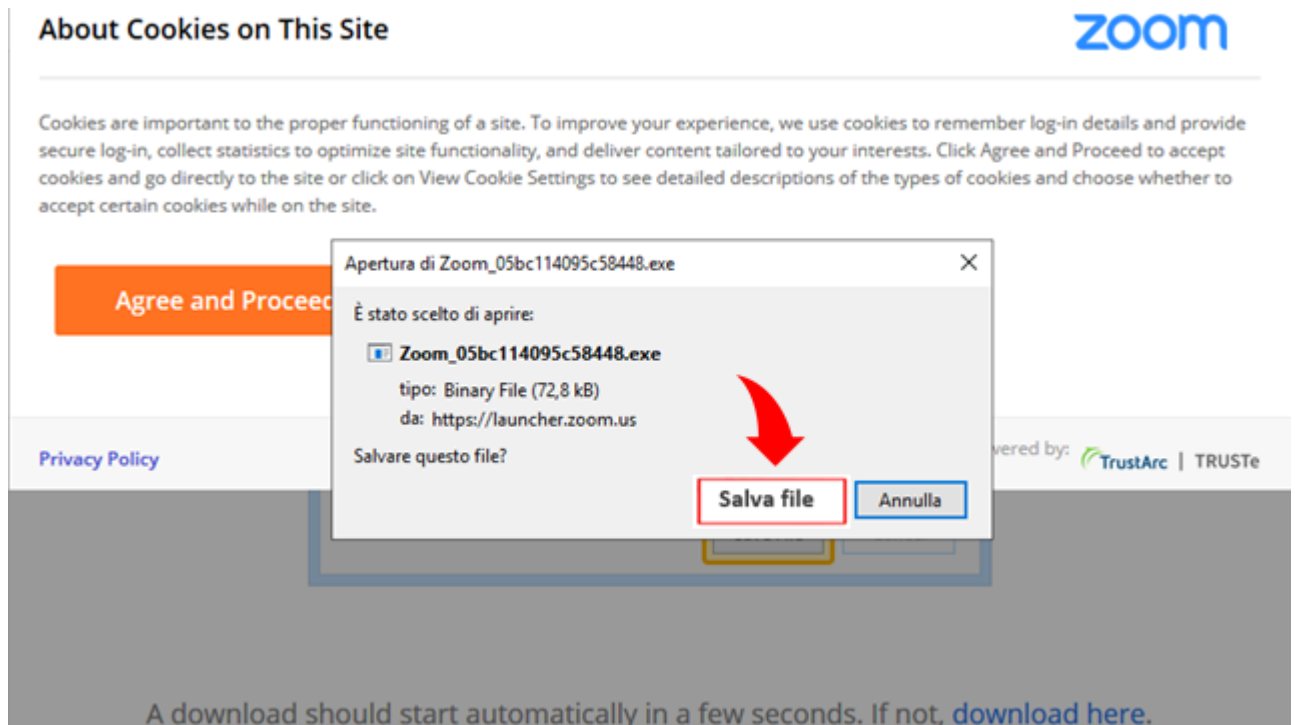 About Cookies on This Site
zoom
Cookies are important to the proper functioning of a site. To improve your experience, we use cookies to remember log-in details and provide
secure log-in, collect statistics to optimize site functionality, and deliver content tailored to your interests. Click Agree and Proceed to accept
cookies and go directly to the site or click on View Cookie Settings to see detailed descriptions of the types of cookies and choose whether to
accept certain cookies while on the site.
Agree and Proceed
Apertura di Zoom_05bc114095c58448.exe
È stato scelto di aprire:
Zoom_05bc114095c58448.exe
tipo: Binary File (72,8 kB)
da: https://launcher.zoom.us
Salvare questo file?
Salva file
Annulla
Privacy Policy
vered by: TrustArc | TRUSTe
A download should start automatically in a few seconds. If not, download here.